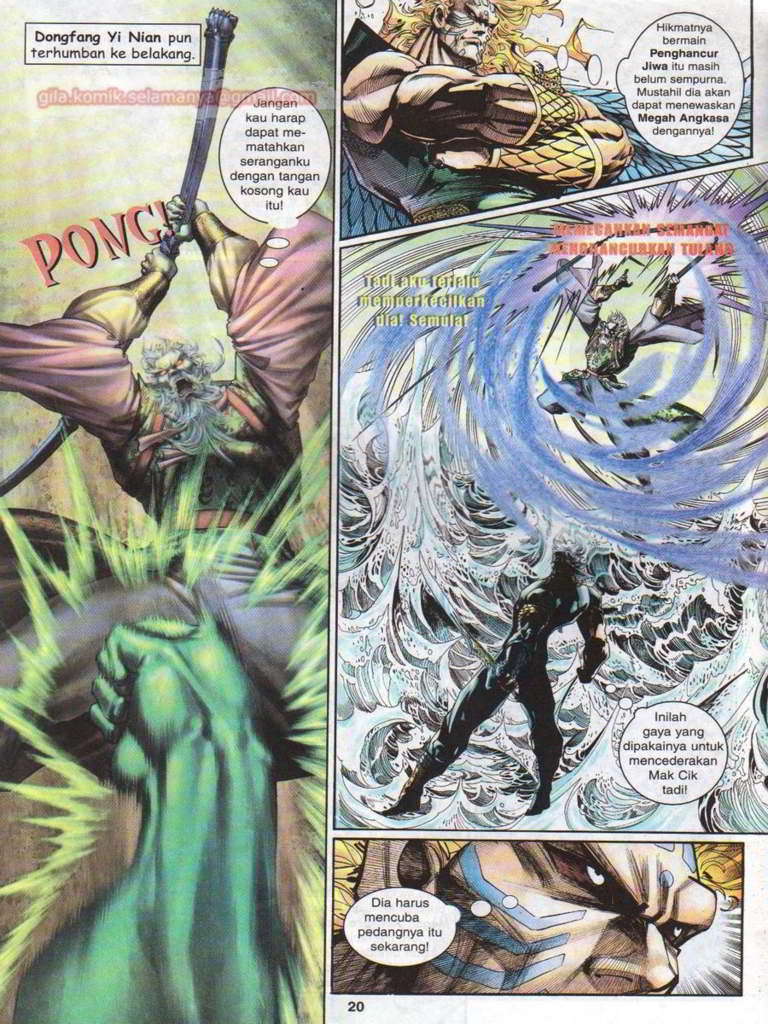 Dongfang Yi Nian pun
terhumban ke belakang.
gila.komik.selamanya@gmail.com
Jangan
kau harap
dapat me-
matahkan
seranganku
dengan tangan
kosong kau
itu!
PONG!
Hikmatnya
bermain
Penghancur
Jiwa itu masih
belum sempurna.
Mustahil dia akan
dapat menewaskan
Megah Angkasa
dengannya!
MEMECAHKAN SEMANGAT
MENGHANCURKAN TULANG
Tadi aku terlalu
memperkecilkan
dia! Semula!
Inilah
gaya yang
dipakainya untuk
mencederakan
Mak Cik
tadi!
Dia harus
mencuba
pedangnya itu
sekarang!
20